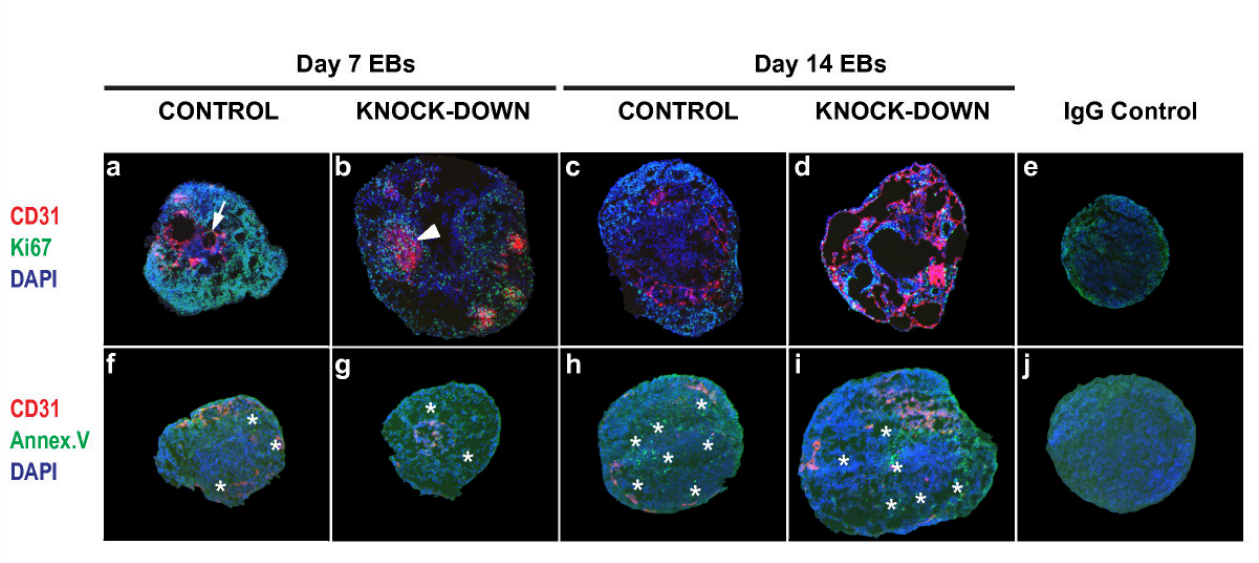 Day 7 EBs
Day 14 EBs
CONTROL
KNOCK-DOWN
CONTROL
KNOCK-DOWN
IgG Control
a
b
c
d
e
CD31
Ki67
DAPI
f
g
h
i
j
CD31
Annex.V
DAPI